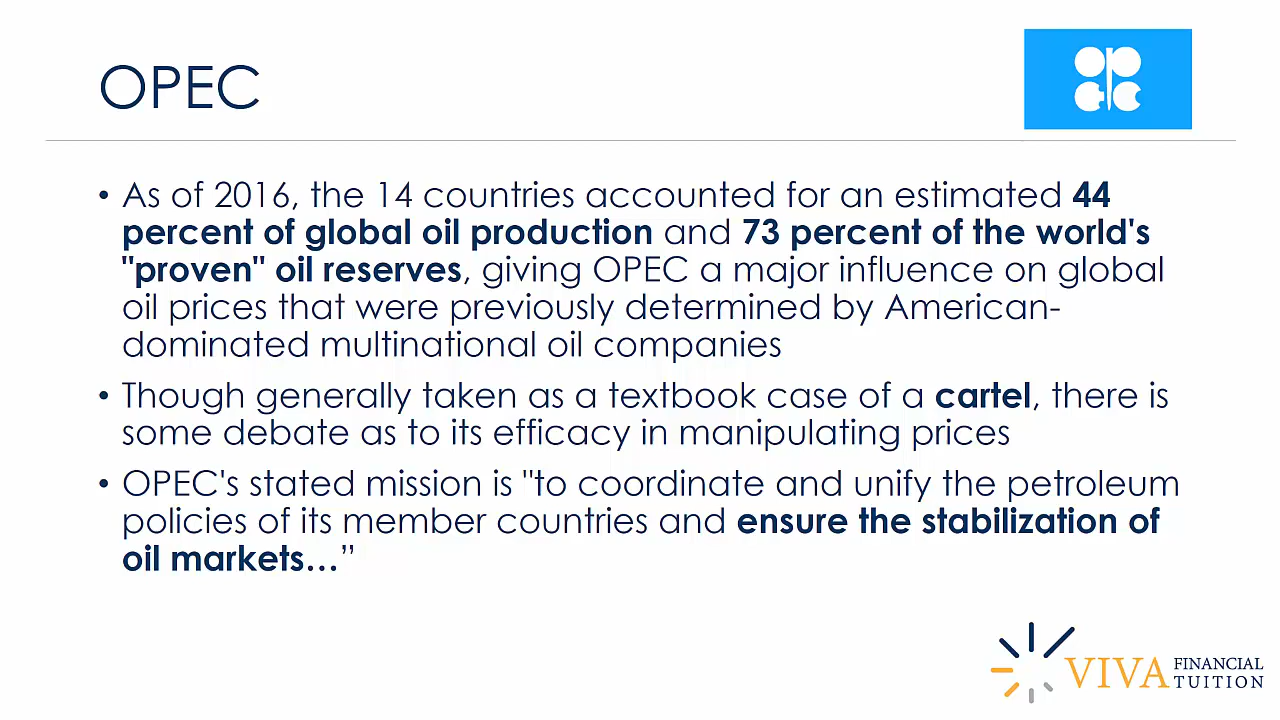 OPEC
• As of 2016, the 14 countries accounted for an estimated 44
percent of global oil production and 73 percent of the world's
"proven" oil reserves, giving OPEC a major influence on global
oil prices that were previously determined by American-
dominated multinational oil companies
• Though generally taken as a textbook case of a cartel, there is
some debate as to its efficacy in manipulating prices
• OPEC's stated mission is "to coordinate and unify the petroleum
policies of its member countries and ensure the stabilization of
oil markets…”
VIVA FINANCIAL
TUITION